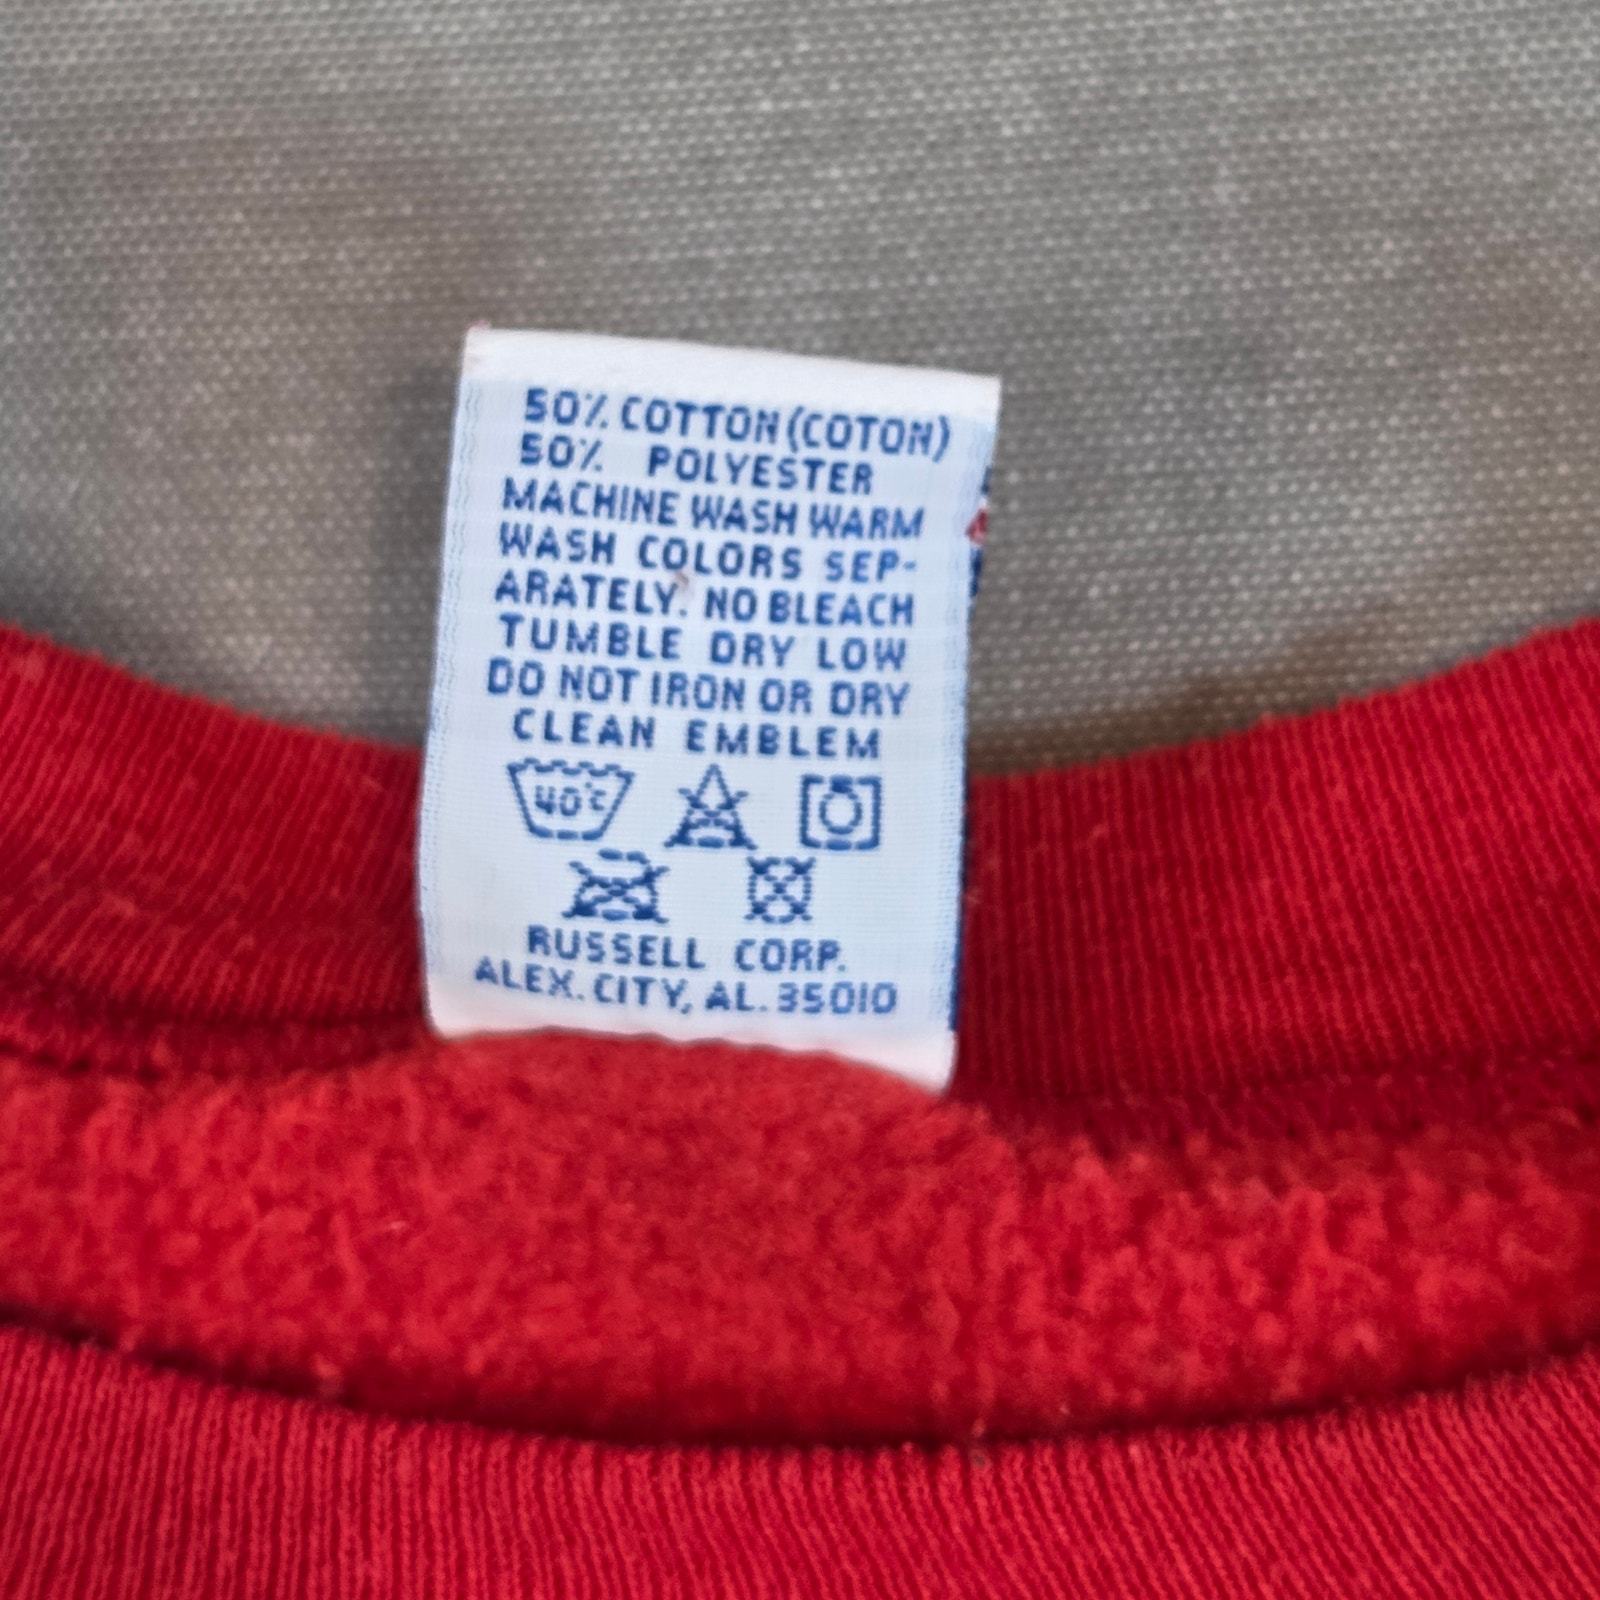 50% COTTON (COTON)
50% POLYESTER
MACHINE WASH WARM
WASH COLORS SEP-
ARATELY. NO BLEACH
TUMBLE DRY LOW
DO NOT IRON OR DRY
CLEAN EMBLEM
40°C
RUSSELL CORP.
ALEX. CITY, AL. 35010